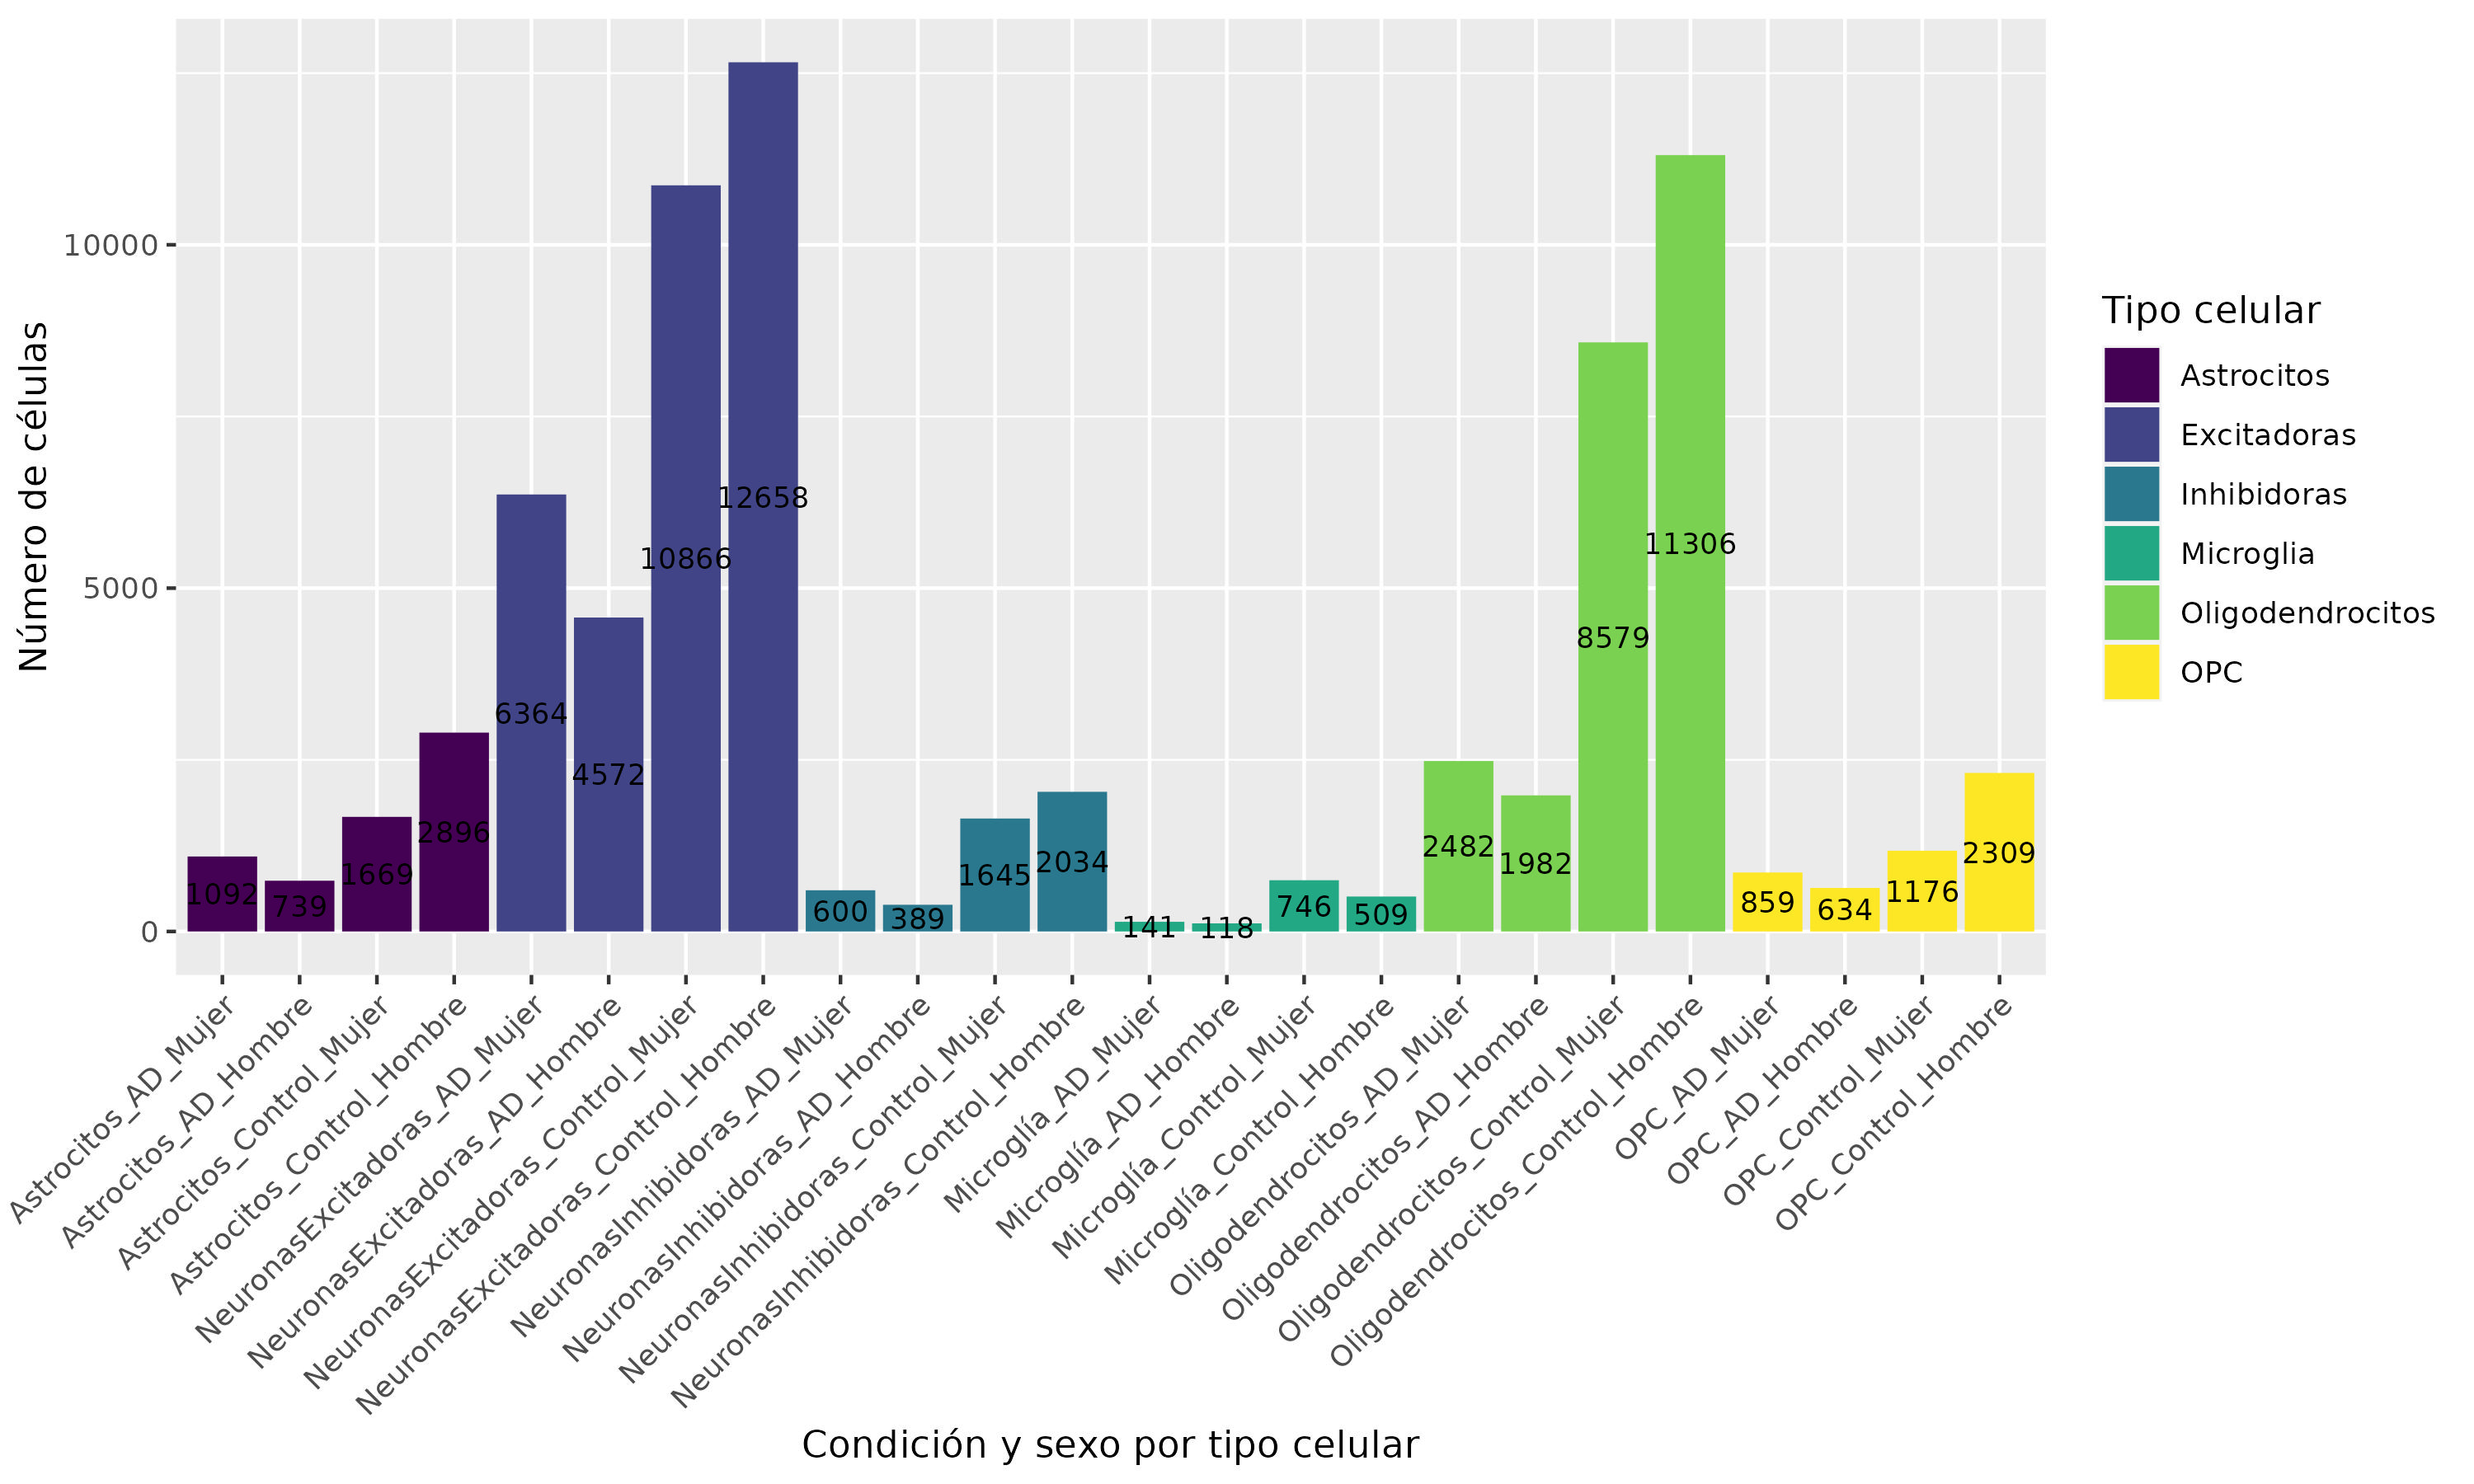 Número de células
10000
5000
0
12658
10866
11306
8579
6364
4572
2896
1669
1092
739
600
389
1645
2034
141
118
746
509
2482
1982
859
634
1176
2309
Astrocitos_AD_Mujer
Astrocitos_AD_Hombre
Astrocitos_Control_Mujer
Astrocitos_Control_Hombre
NeuronasExcitadoras_AD_Mujer
NeuronasExcitadoras_AD_Hombre
NeuronasExcitadoras_Control_Mujer
NeuronasExcitadoras_Control_Hombre
NeuronasInhibidoras_AD_Mujer
NeuronasInhibidoras_AD_Hombre
NeuronasInhibidoras_Control_Mujer
NeuronasInhibidoras_Control_Hombre
Microglía_AD_Mujer
Microglía_AD_Hombre
Microglía_Control_Mujer
Microglía_Control_Hombre
Oligodendrocitos_AD_Mujer
Oligodendrocitos_AD_Hombre
Oligodendrocitos_Control_Mujer
Oligodendrocitos_Control_Hombre
OPC_AD_Mujer
OPC_AD_Hombre
OPC_Control_Mujer
OPC_Control_Hombre
Condición y sexo por tipo celular
Tipo celular
Astrocitos
Excitadoras
Inhibidoras
Microglia
Oligodendrocitos
OPC